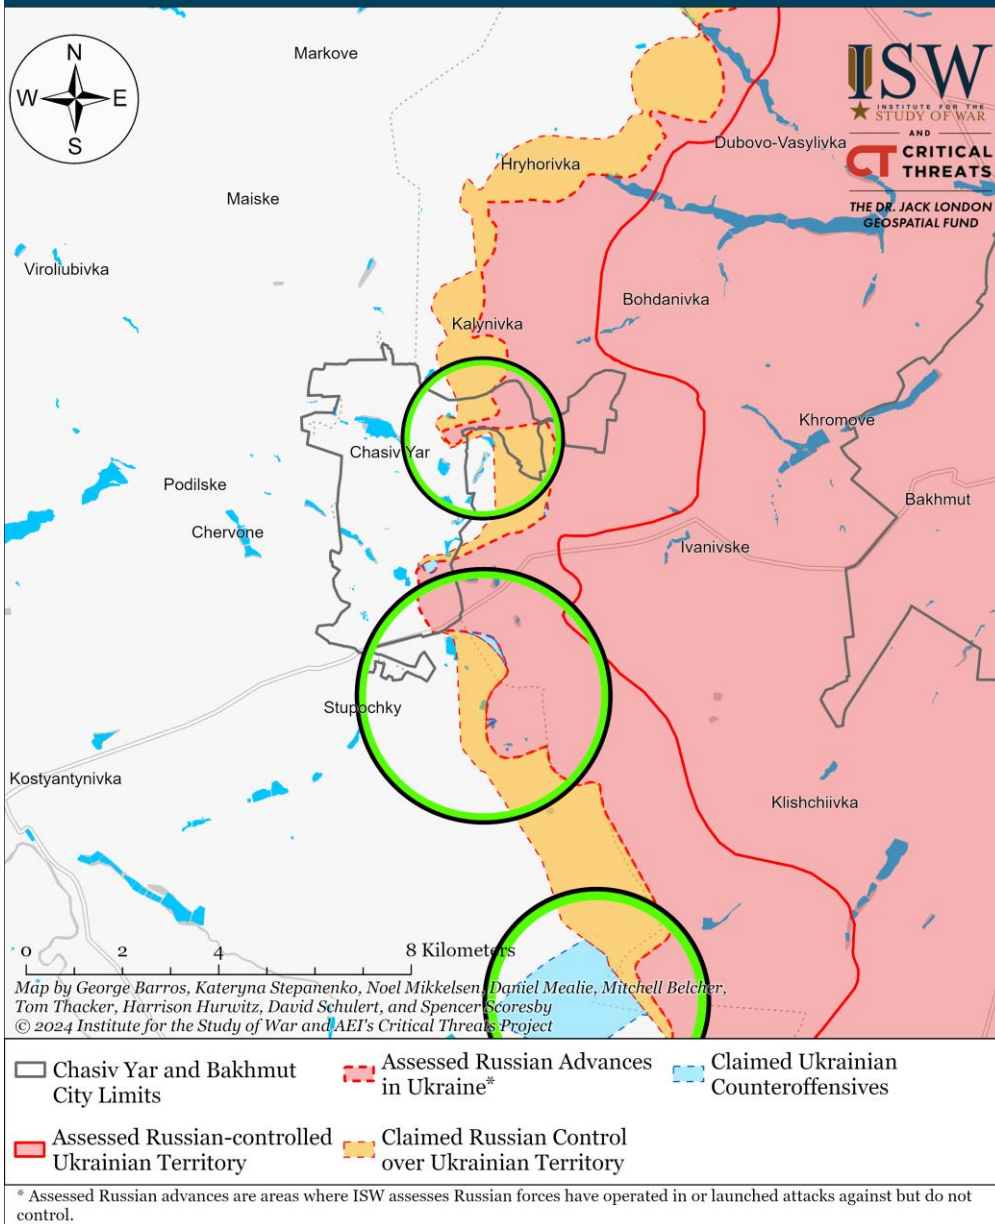 N
W
E
S
Markove
ISW
INSTITUTE FOR THE
STUDY OF WAR
AND
CT CRITICAL
THREATS
THE DR. JACK LONDON
GEOSPATIAL FUND
Dubovo-Vasylivka
Hryhorivka
Maiske
Viroliubivka
Bohdanivka
Kalynivka
Khromove
Chasiv Yar
Podilske
Bakhmut
Chervone
Ivanivske
Stupochky
Kostyantynivka
Klishchiivka
0 2 4 8 Kilometers
Map by George Barros, Kateryna Stepanenko, Noel Mikkelsen, Daniel Mealie, Mitchell Belcher,
Tom Thacker, Harrison Hurwitz, David Schulert, and Spencer Scoresby
© 2024 Institute for the Study of War and AEI's Critical Threats Project
Chasiv Yar and Bakhmut
City Limits
Assessed Russian Advances
in Ukraine*
Claimed Ukrainian
Counteroffensives
Assessed Russian-controlled
Ukrainian Territory
Claimed Russian Control
over Ukrainian Territory
* Assessed Russian advances are areas where ISW assesses Russian forces have operated in or launched attacks against but do not
control.